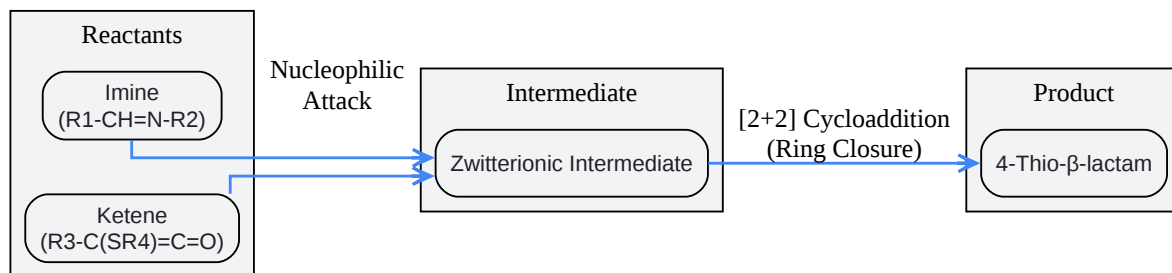 Reactants
Imine
(R1-CH=N-R2)
Ketene
(R3-C(SR4)=C=O)
Nucleophilic
Attack
Intermediate
Zwitterionic Intermediate
[2+2] Cycloaddition
(Ring Closure)
Product
4-Thio-β-lactam